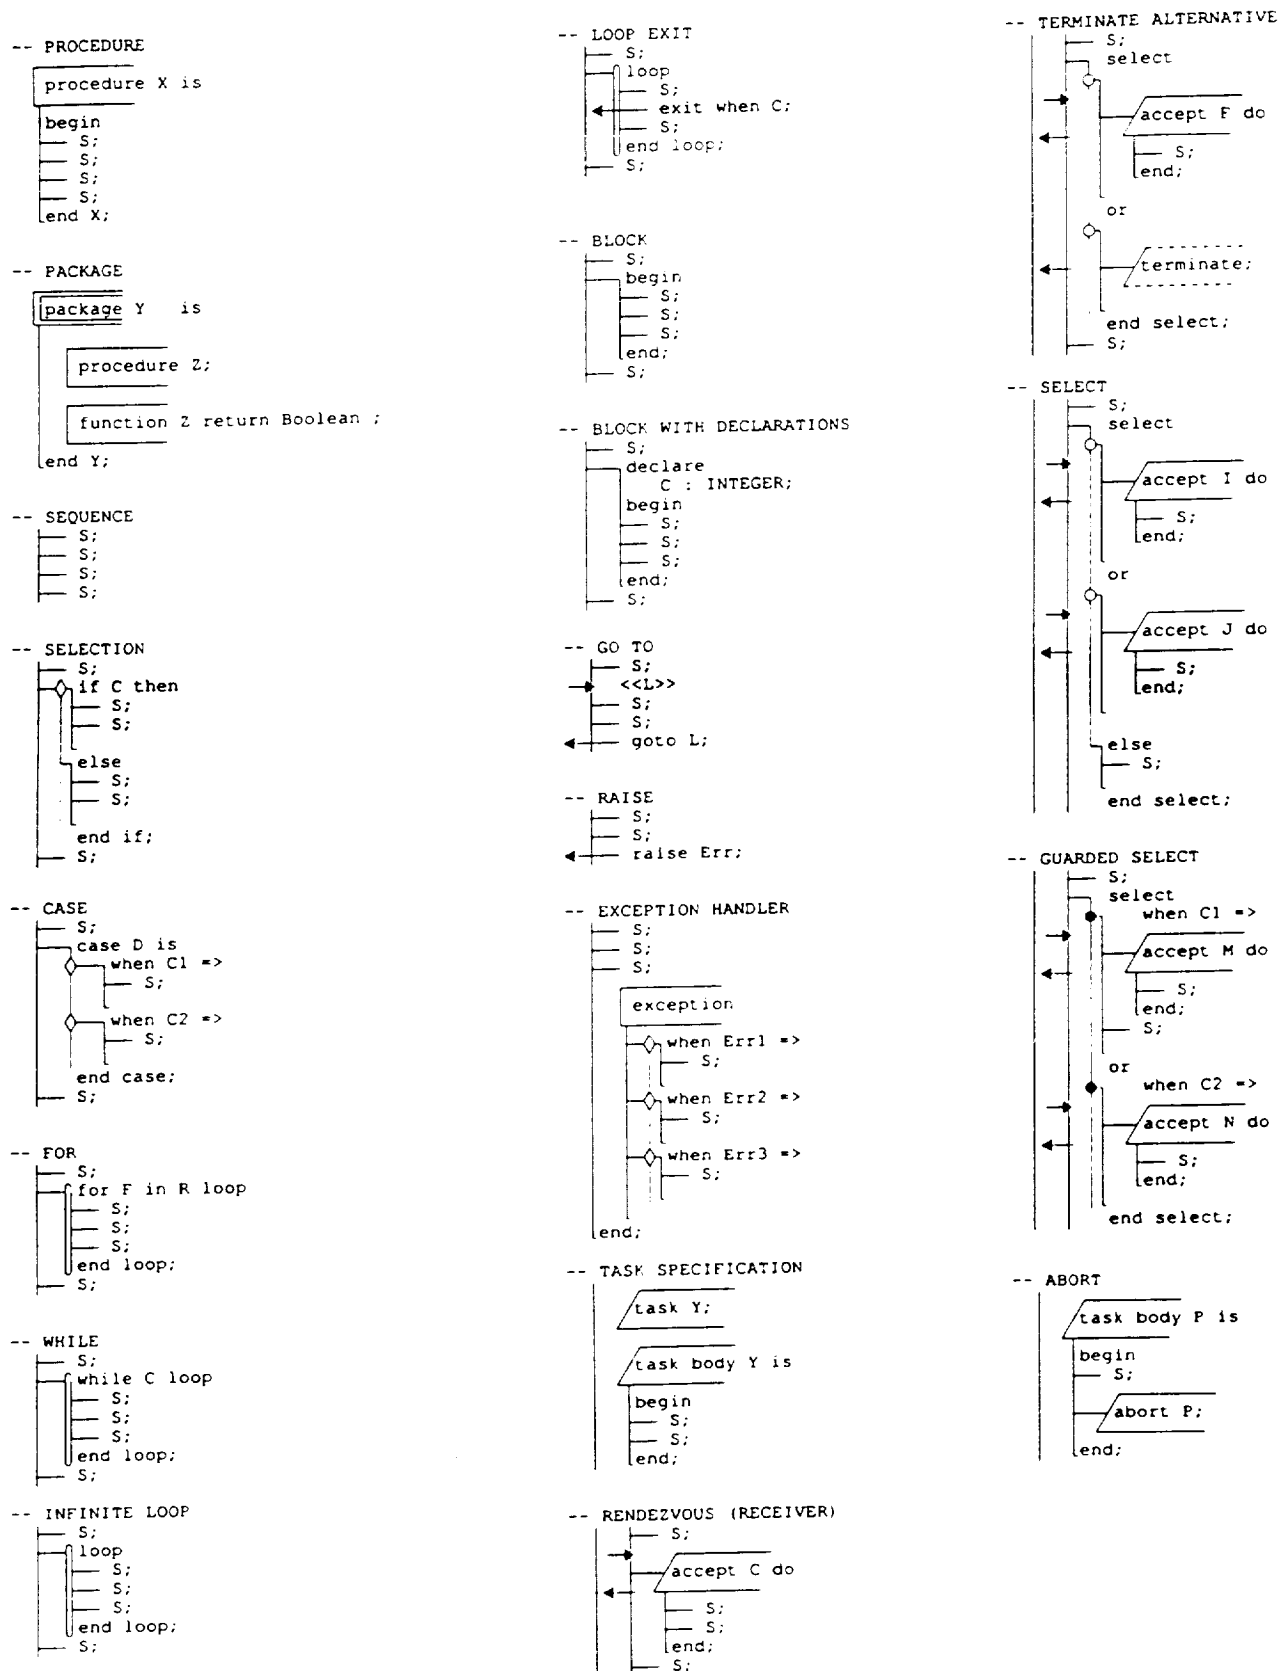 -- PROCEDURE
procedure X is
begin
S;
S;
S;
S;
end X;
-- PACKAGE
package Y is
procedure Z;
function Z return Boolean ;
end Y;
-- SEQUENCE
S;
S;
S;
S;
-- SELECTION
S;
if C then
S;
S;
else
S;
S;
end if;
S;
-- CASE
S;
case D is
when C1 =>
S;
when C2 =>
S;
end case;
S;
-- FOR
S;
for F in R loop
S;
S;
S;
end loop;
S;
-- WHILE
S;
while C loop
S;
S;
S;
end loop;
S;
-- INFINITE LOOP
S;
loop
S;
S;
S;
end loop;
S;
-- LOOP EXIT
S;
loop
S;
exit when C;
S;
end loop;
S;
-- BLOCK
S;
begin
S;
S;
S;
end;
S;
-- BLOCK WITH DECLARATIONS
S;
declare
C : INTEGER;
begin
S;
S;
S;
end;
S;
-- GO TO
S;
<<L>>
S;
S;
goto L;
-- RAISE
S;
S;
raise Err;
-- EXCEPTION HANDLER
S;
S;
S;
exception
when Err1 =>
S;
when Err2 =>
S;
when Err3 =>
S;
end;
-- TASK SPECIFICATION
task Y;
task body Y is
begin
S;
S;
end;
-- RENDEZVOUS (RECEIVER)
S;
accept C do
S;
S;
end;
S;
-- TERMINATE ALTERNATIVE
S;
select
accept F do
S;
end;
or
terminate;
end select;
S;
-- SELECT
S;
select
accept I do
S;
end;
or
accept J do
S;
end;
else
S;
end select;
-- GUARDED SELECT
S;
select
when C1 =>
accept M do
S;
end;
S;
or
when C2 =>
accept N do
S;
end;
end select;
-- ABORT
task body P is
begin
S;
abort P;
end;